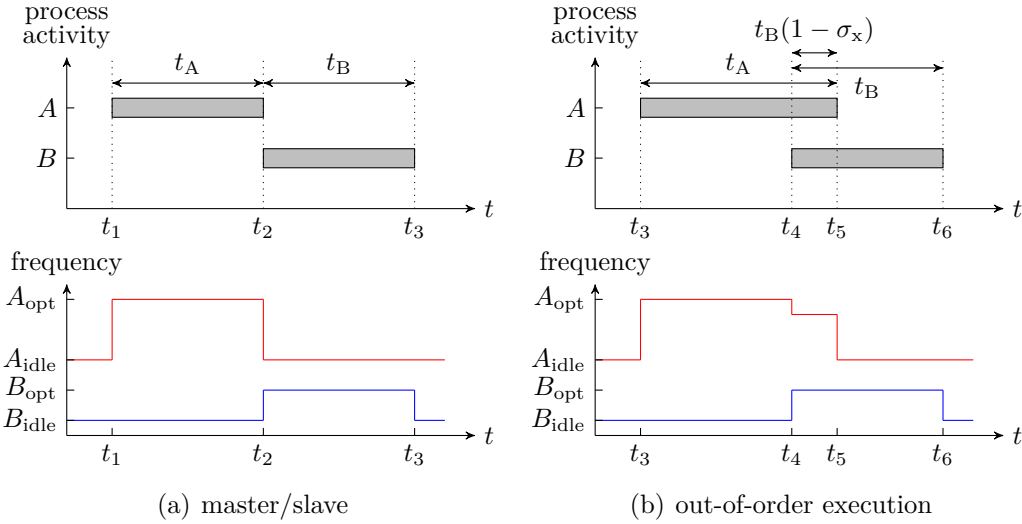 process
activity
t_A t_B
A
B
t
t_1 t_2 t_3
frequency
A_opt
A_idle
B_opt
B_idle
t
t_1 t_2 t_3
(a) master/slave
process
activity
t_B(1 − σ_x)
t_A
t_B
A
B
t
t_3 t_4 t_5 t_6
frequency
A_opt
A_idle
B_opt
B_idle
t
t_3 t_4 t_5 t_6
(b) out-of-order execution